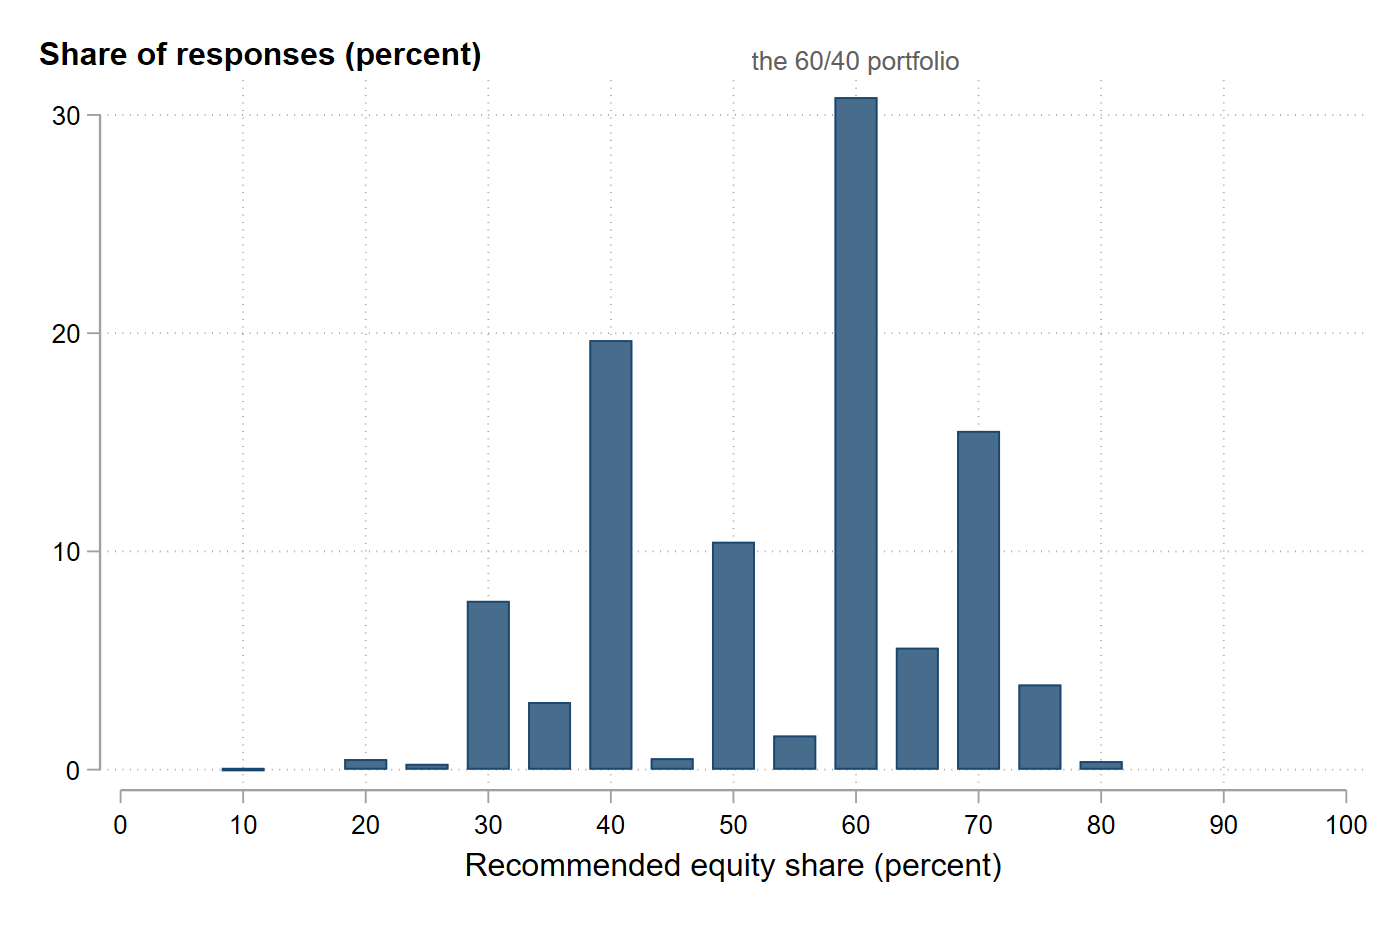 Share of responses (percent)
the 60/40 portfolio
30
20
10
0
0 10 20 30 40 50 60 70 80 90 100
Recommended equity share (percent)